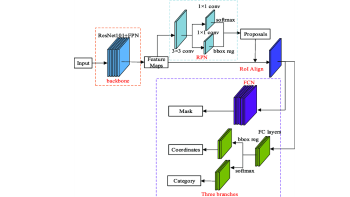 1×1 conv
softmax
ResNet101+FPN
1×1 conv
Proposals
3×3 conv
bbox reg
Input
Feature
Maps
RPN
RoI Align
backbone
FCN
Mask
FC layers
bbox reg
Coordinates
softmax
Category
Three branches